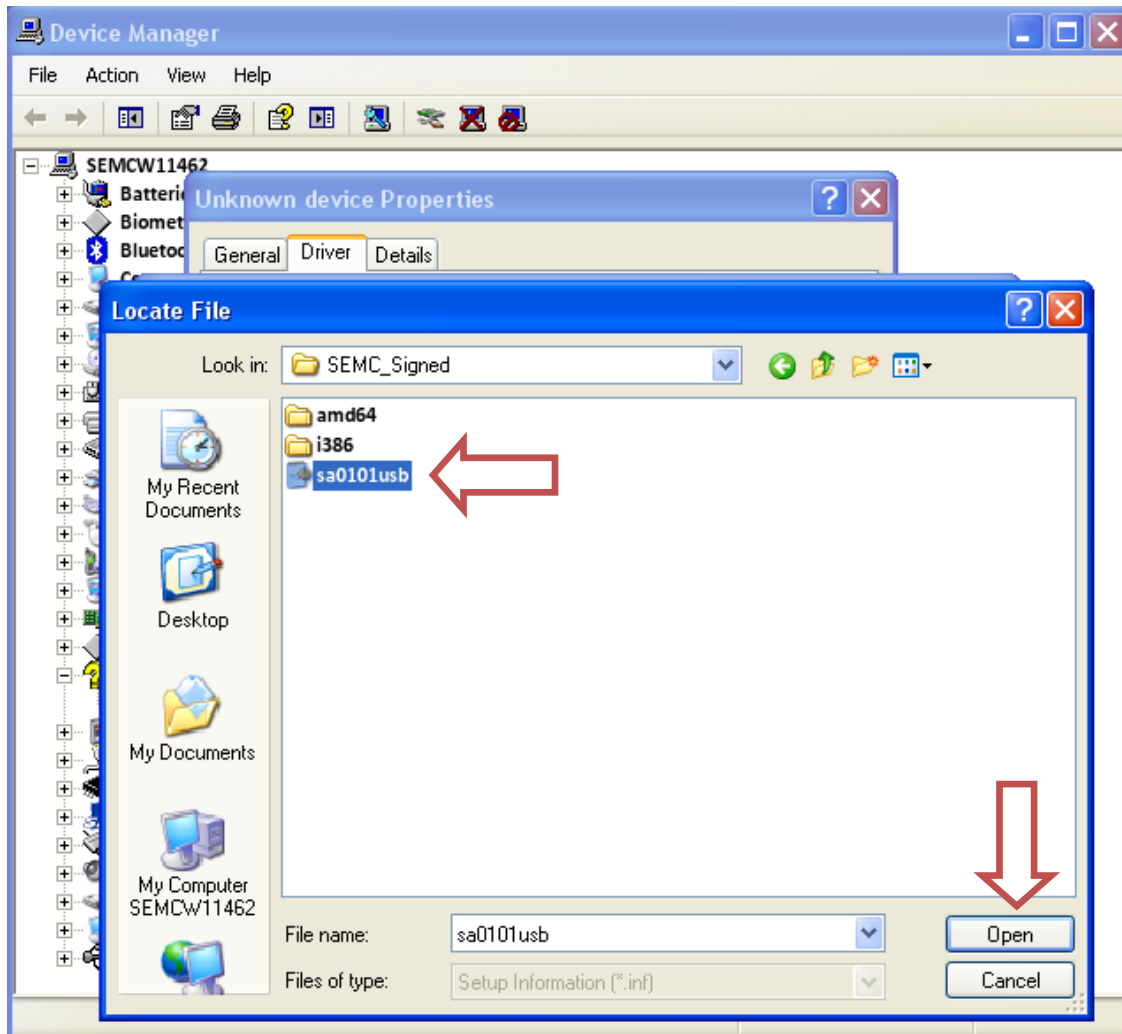 Device Manager
File Action View Help
SEMCW11462
Batterie
Biomet
Bluetoc
Unknown device Properties
General Driver Details
Locate File
Look in: SEMC_Signed
amd64
i386
sa0101usb
My Recent
Documents
Desktop
My Documents
My Computer
SEMCW11462
File name: sa0101usb Open
Files of type: Setup Information (*.inf) Cancel